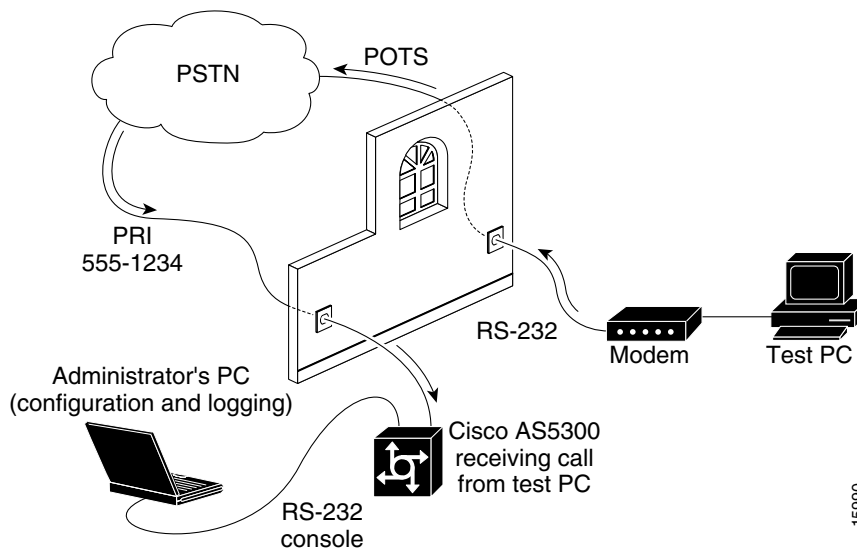 POTS
PSTN
PRI
555-1234
RS-232
Modem
Test PC
Administrator's PC
(configuration and logging)
Cisco AS5300
receiving call
from test PC
RS-232
console